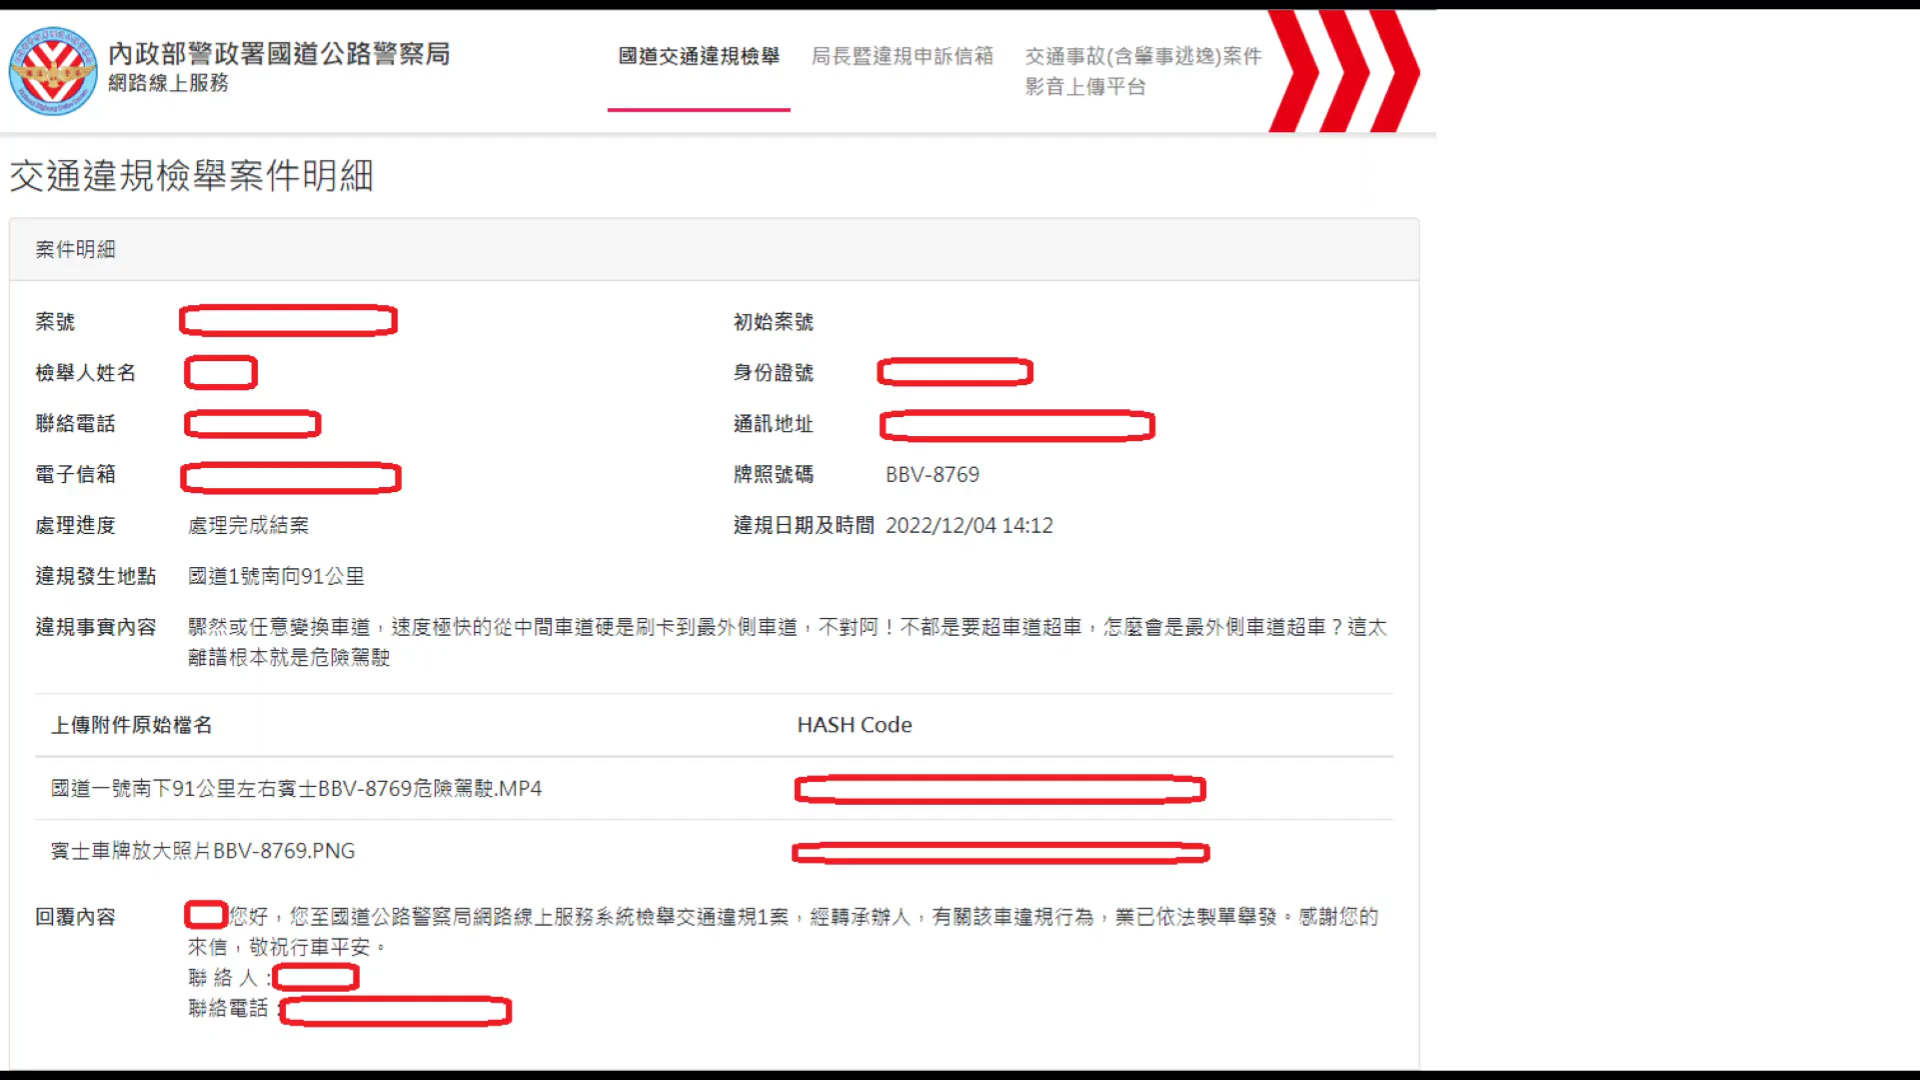 內政部警政署國道公路警察局
網路線上服務
國道交通違規檢舉
局長暨違規申訴信箱
交通事故(含肇事逃逸)案件
影音上傳平台
交通違規檢舉案件明細
案件明細
案號
初始案號
檢舉人姓名
身份證號
聯絡電話
通訊地址
電子信箱
牌照號碼 BBV-8769
處理進度 處理完成結案
違規日期及時間 2022/12/04 14:12
違規發生地點 國道1號南向91公里
違規事實內容 驟然或任意變換車道，速度極快的從中間車道硬是刷卡到最外側車道，不對阿！不都是要超車道超車，怎麼會是最外側車道超車？這太
離譜根本就是危險駕駛
上傳附件原始檔名 HASH Code
國道一號南下91公里左右賓士BBV-8769危險駕駛.MP4
賓士車牌放大照片BBV-8769.PNG
回覆內容 您好，您至國道公路警察局網路線上服務系統檢舉交通違規1案，經轉承辦人，有關該車違規行為，業已依法製單舉發。感謝您的
來信，敬祝行車平安。
聯 絡 人：
聯絡電話：